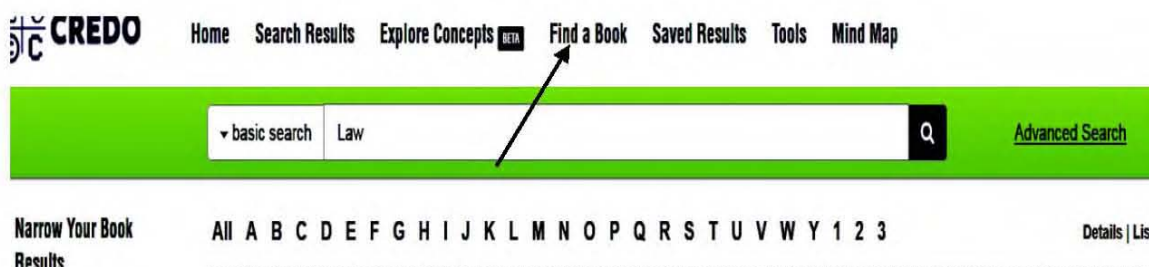 CREDO Home Search Results Explore Concepts BETA Find a Book Saved Results Tools Mind Map
basic search Law Advanced Search
Narrow Your Book All A B C D E F G H I J K L M N O P Q R S T U V W Y 1 2 3 Details | Lis
Results